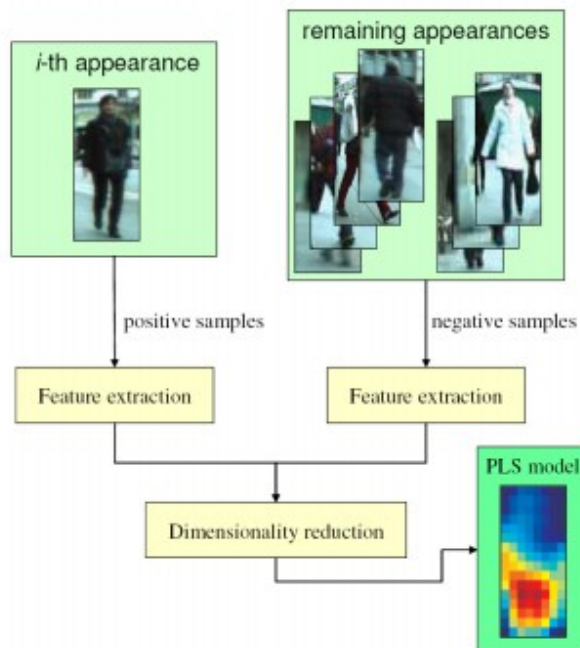 i-th appearance
remaining appearances
positive samples
negative samples
Feature extraction
Feature extraction
PLS model
Dimensionality reduction